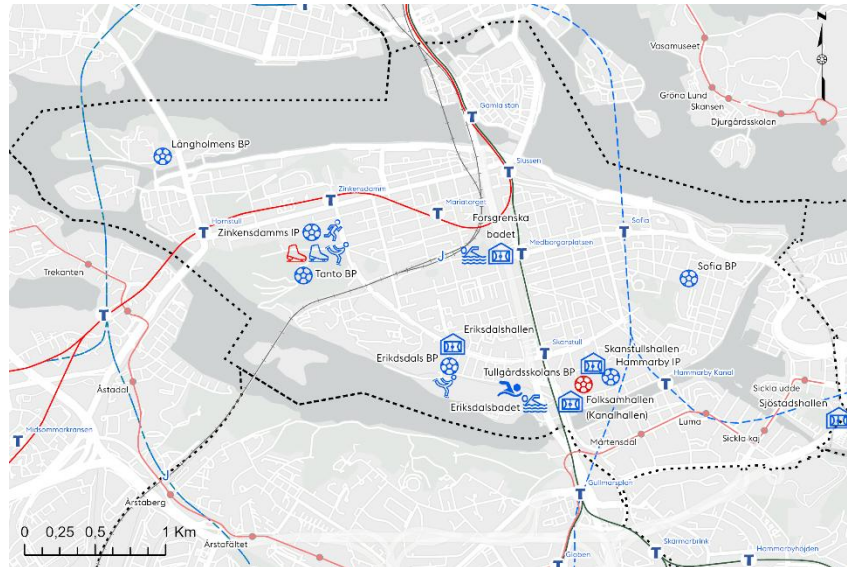 N
Vasamuseet
Gröna Lund
Skansen
Djurgårdsskolan
Gamla stan
T
Långholmens BP
Slussen
T
Zinkensdamm
T
Mariatorget
T
Hornstull
T
Zinkensdamms IP
Forsgrenska
badet
Sofia
T
Medborgarplatsen
T
J
Trekanten
Tanto BP
Sofia BP
T
T
Eriksdalshallen
Skanstull
T
Skanstullshallen
Hammarby IP
Erikdsdals BP
Tullgårdsskolans BP
Hammarby Kanal
T
Årstadal
Eriksdalsbadet
Folksamhallen
(Kanalhallen)
Sickla udde
Sjöstadshallen
Luma
Midsommarkransen
T
Mårtensdal
Sickla kaj
J
Gullmarsplan
T
Årstaberg
0 0,25 0,5 1 Km
Årstafältet
Skärmarbrink
T
Hammarbyhöjden
T
Globen
T